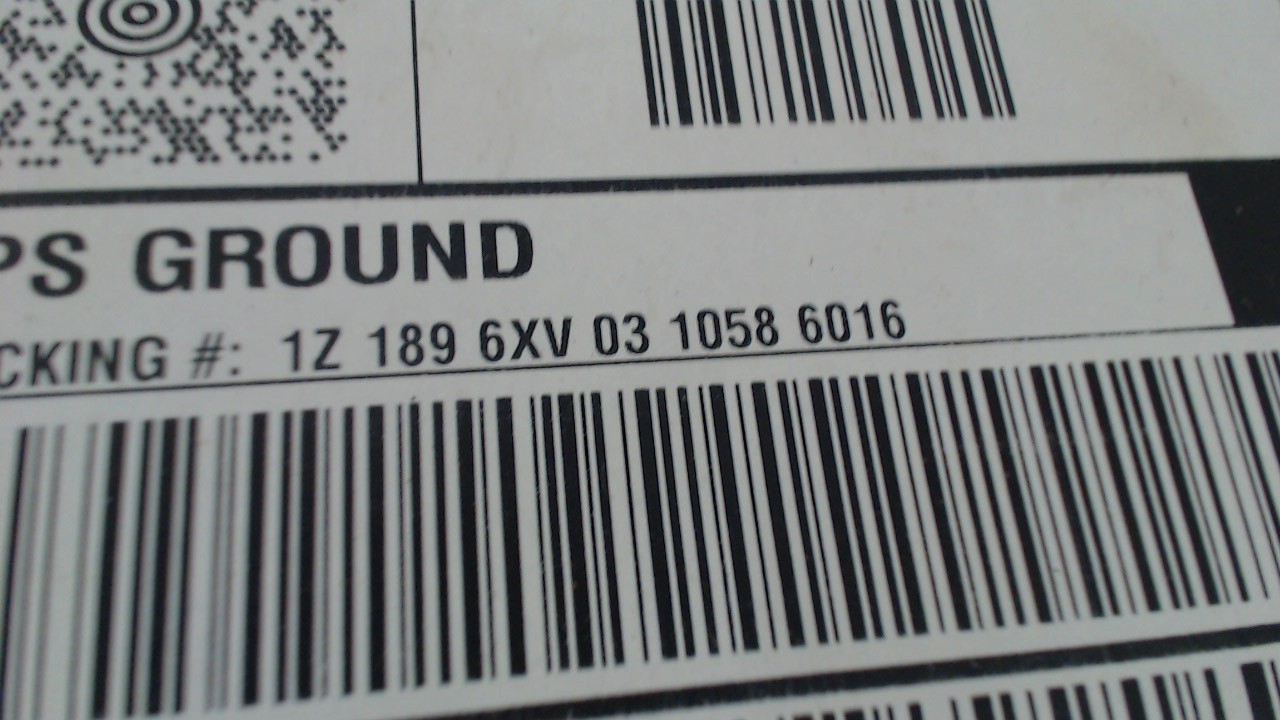 PS GROUND
CKING #: 1Z 189 6XV 03 1058 6016